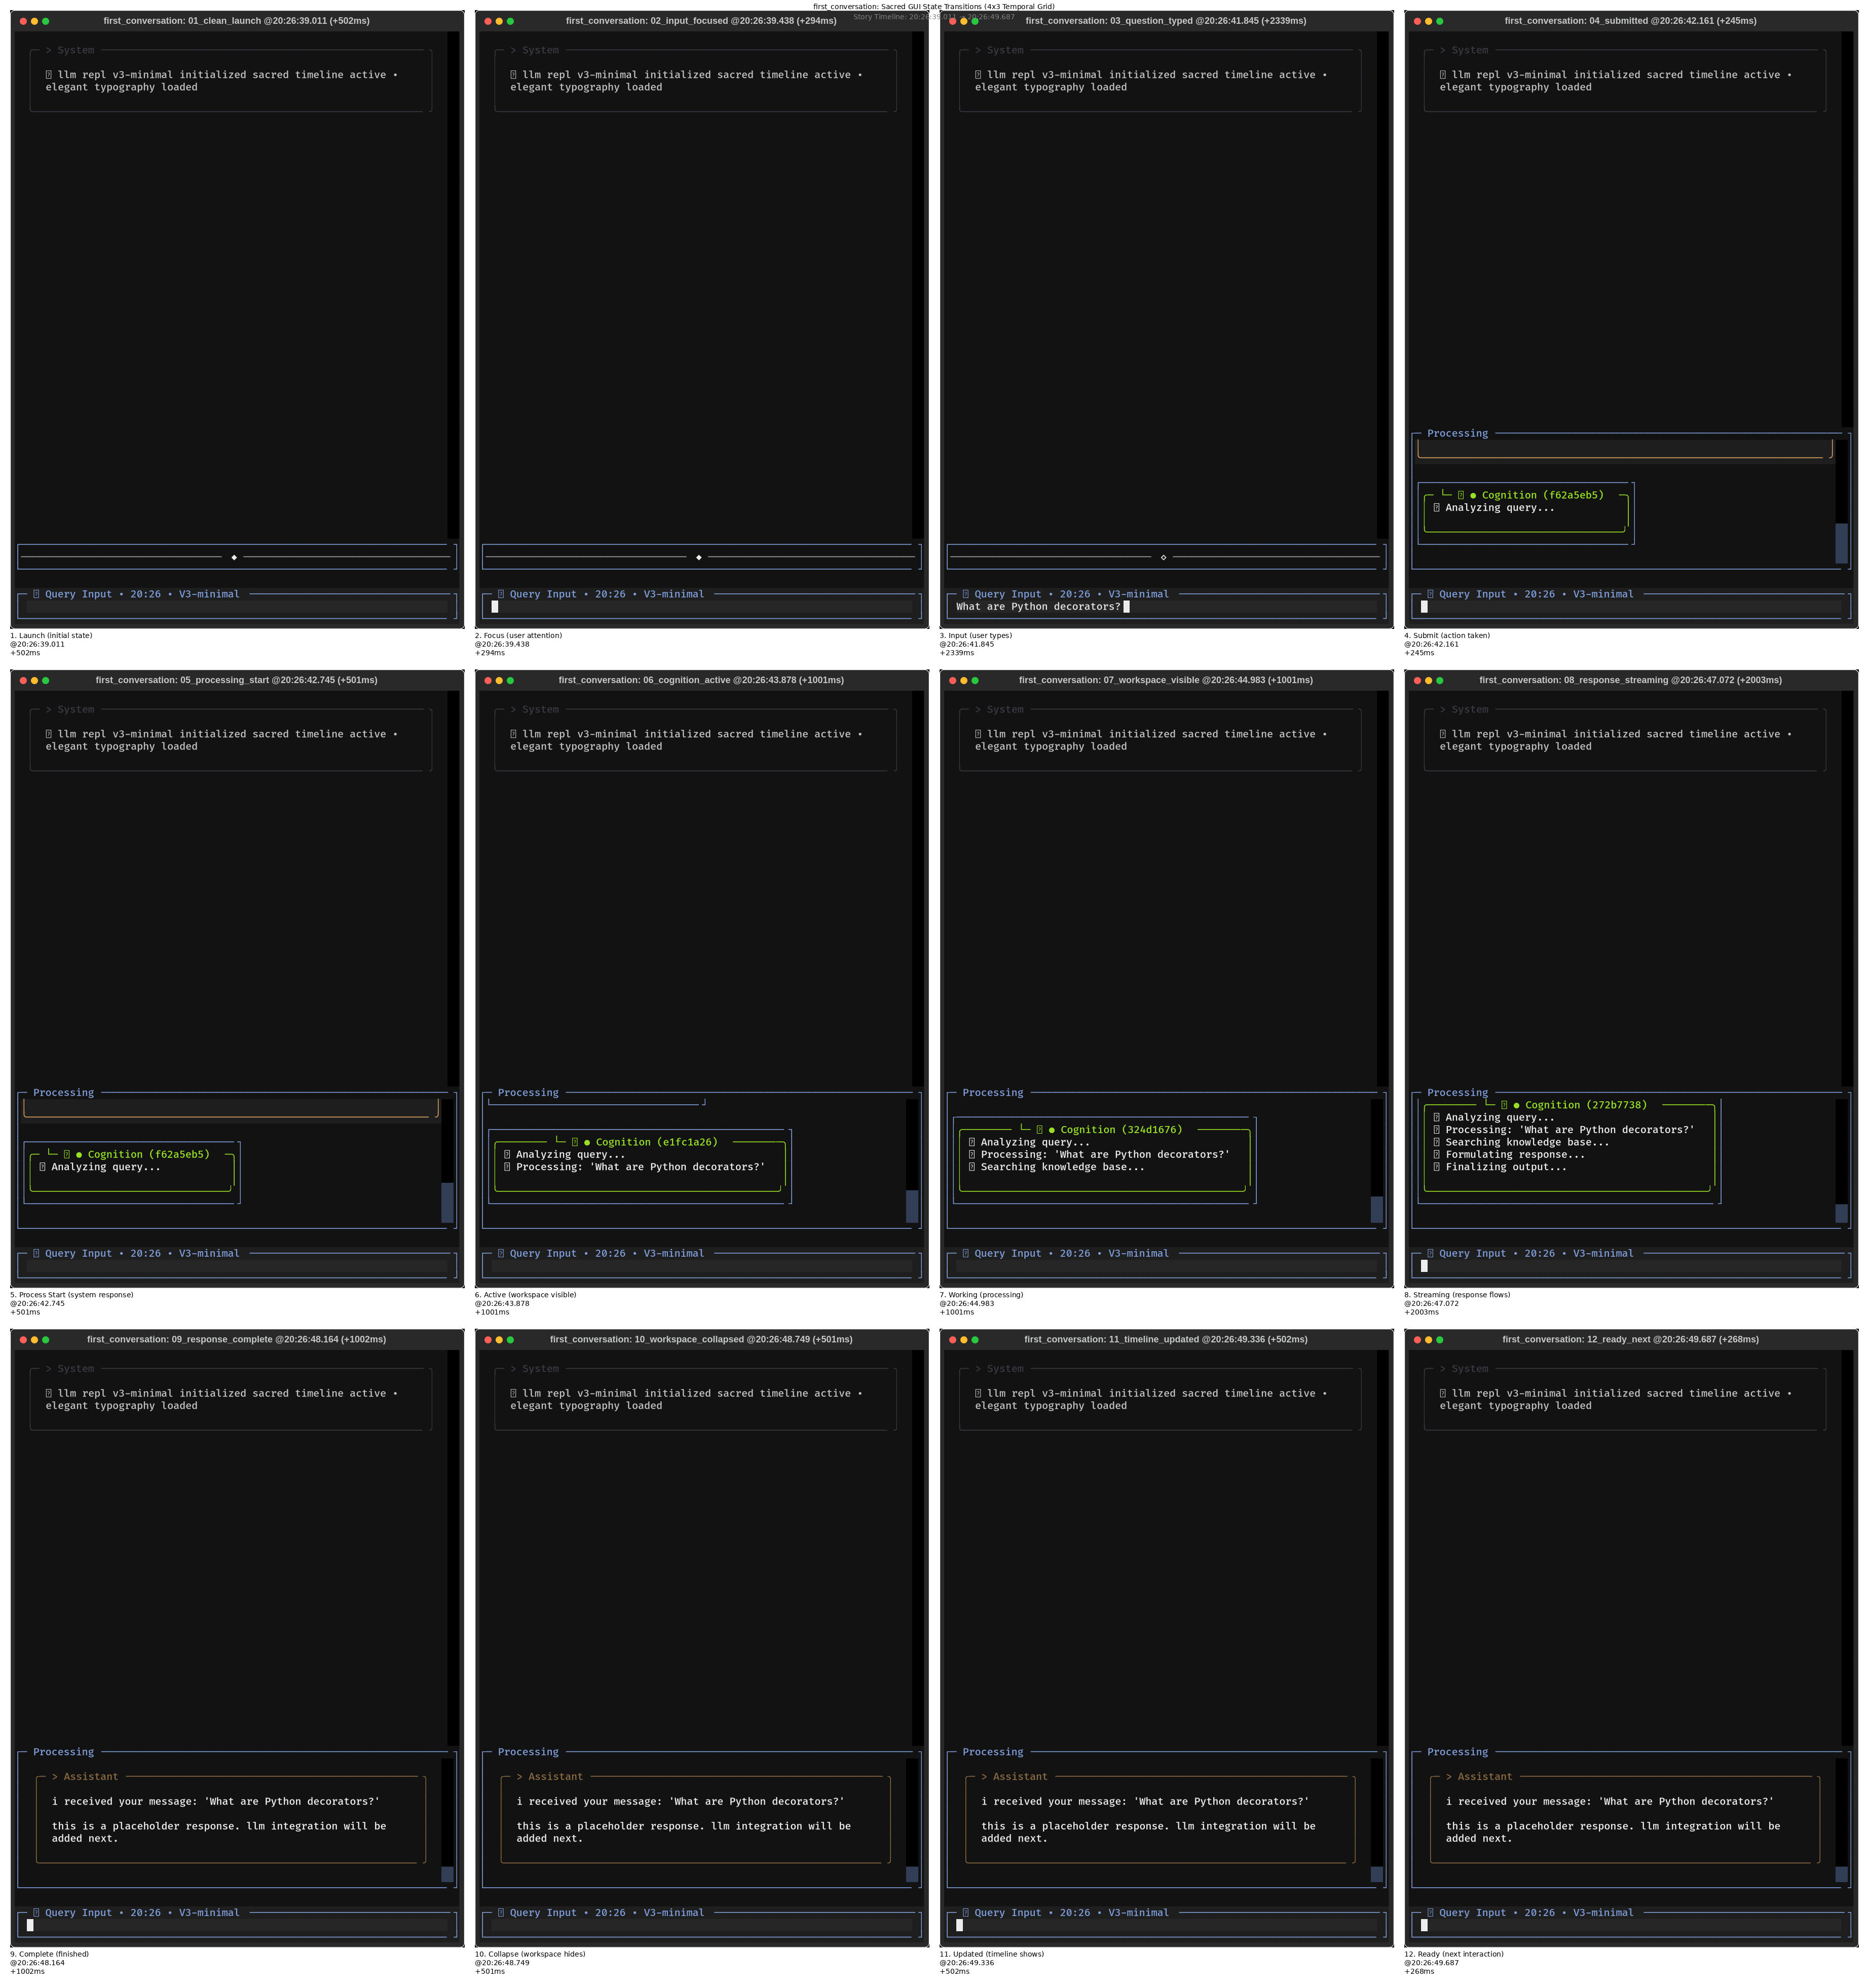 first_conversation: Sacred GUI State Transitions (4x3 Temporal Grid)
first_conversation: 01_clean_launch @20:26:39.011 (+502ms)
> System
llm repl v3-minimal initialized sacred timeline active •
elegant typography loaded
◆
Query Input • 20:26 • V3-minimal
1. Launch (initial state)
@20:26:39.011
+502ms
first_conversation: 02_input_focused @20:26:39.438 (+294ms)
> System
llm repl v3-minimal initialized sacred timeline active •
elegant typography loaded
◆
Query Input • 20:26 • V3-minimal
2. Focus (user attention)
@20:26:39.438
+294ms
Story Timeline: 20:26:39.011 20:26:49.687
first_conversation: 03_question_typed @20:26:41.845 (+2339ms)
> System
llm repl v3-minimal initialized sacred timeline active •
elegant typography loaded
◇
Query Input • 20:26 • V3-minimal
What are Python decorators?
3. Input (user types)
@20:26:41.845
+2339ms
first_conversation: 04_submitted @20:26:42.161 (+245ms)
> System
llm repl v3-minimal initialized sacred timeline active •
elegant typography loaded
Processing
● Cognition (f62a5eb5)
Analyzing query...
Query Input • 20:26 • V3-minimal
4. Submit (action taken)
@20:26:42.161
+245ms
first_conversation: 05_processing_start @20:26:42.745 (+501ms)
> System
llm repl v3-minimal initialized sacred timeline active •
elegant typography loaded
Processing
● Cognition (f62a5eb5)
Analyzing query...
Query Input • 20:26 • V3-minimal
5. Process Start (system response)
@20:26:42.745
+501ms
first_conversation: 06_cognition_active @20:26:43.878 (+1001ms)
> System
llm repl v3-minimal initialized sacred timeline active •
elegant typography loaded
Processing
● Cognition (e1fc1a26)
Analyzing query...
Processing: 'What are Python decorators?'
Query Input • 20:26 • V3-minimal
6. Active (workspace visible)
@20:26:43.878
+1001ms
first_conversation: 07_workspace_visible @20:26:44.983 (+1001ms)
> System
llm repl v3-minimal initialized sacred timeline active •
elegant typography loaded
Processing
● Cognition (324d1676)
Analyzing query...
Processing: 'What are Python decorators?'
Searching knowledge base...
Query Input • 20:26 • V3-minimal
7. Working (processing)
@20:26:44.983
+1001ms
first_conversation: 08_response_streaming @20:26:47.072 (+2003ms)
> System
llm repl v3-minimal initialized sacred timeline active •
elegant typography loaded
Processing
● Cognition (272b7738)
Analyzing query...
Processing: 'What are Python decorators?'
Searching knowledge base...
Formulating response...
Finalizing output...
Query Input • 20:26 • V3-minimal
8. Streaming (response flows)
@20:26:47.072
+2003ms
first_conversation: 09_response_complete @20:26:48.164 (+1002ms)
> System
llm repl v3-minimal initialized sacred timeline active •
elegant typography loaded
Processing
> Assistant
i received your message: 'What are Python decorators?'
this is a placeholder response. llm integration will be
added next.
Query Input • 20:26 • V3-minimal
9. Complete (finished)
@20:26:48.164
+1002ms
first_conversation: 10_workspace_collapsed @20:26:48.749 (+501ms)
> System
llm repl v3-minimal initialized sacred timeline active •
elegant typography loaded
Processing
> Assistant
i received your message: 'What are Python decorators?'
this is a placeholder response. llm integration will be
added next.
Query Input • 20:26 • V3-minimal
10. Collapse (workspace hides)
@20:26:48.749
+501ms
first_conversation: 11_timeline_updated @20:26:49.336 (+502ms)
> System
llm repl v3-minimal initialized sacred timeline active •
elegant typography loaded
Processing
> Assistant
i received your message: 'What are Python decorators?'
this is a placeholder response. llm integration will be
added next.
Query Input • 20:26 • V3-minimal
11. Updated (timeline shows)
@20:26:49.336
+502ms
first_conversation: 12_ready_next @20:26:49.687 (+268ms)
> System
llm repl v3-minimal initialized sacred timeline active •
elegant typography loaded
Processing
> Assistant
i received your message: 'What are Python decorators?'
this is a placeholder response. llm integration will be
added next.
Query Input • 20:26 • V3-minimal
12. Ready (next interaction)
@20:26:49.687
+268ms